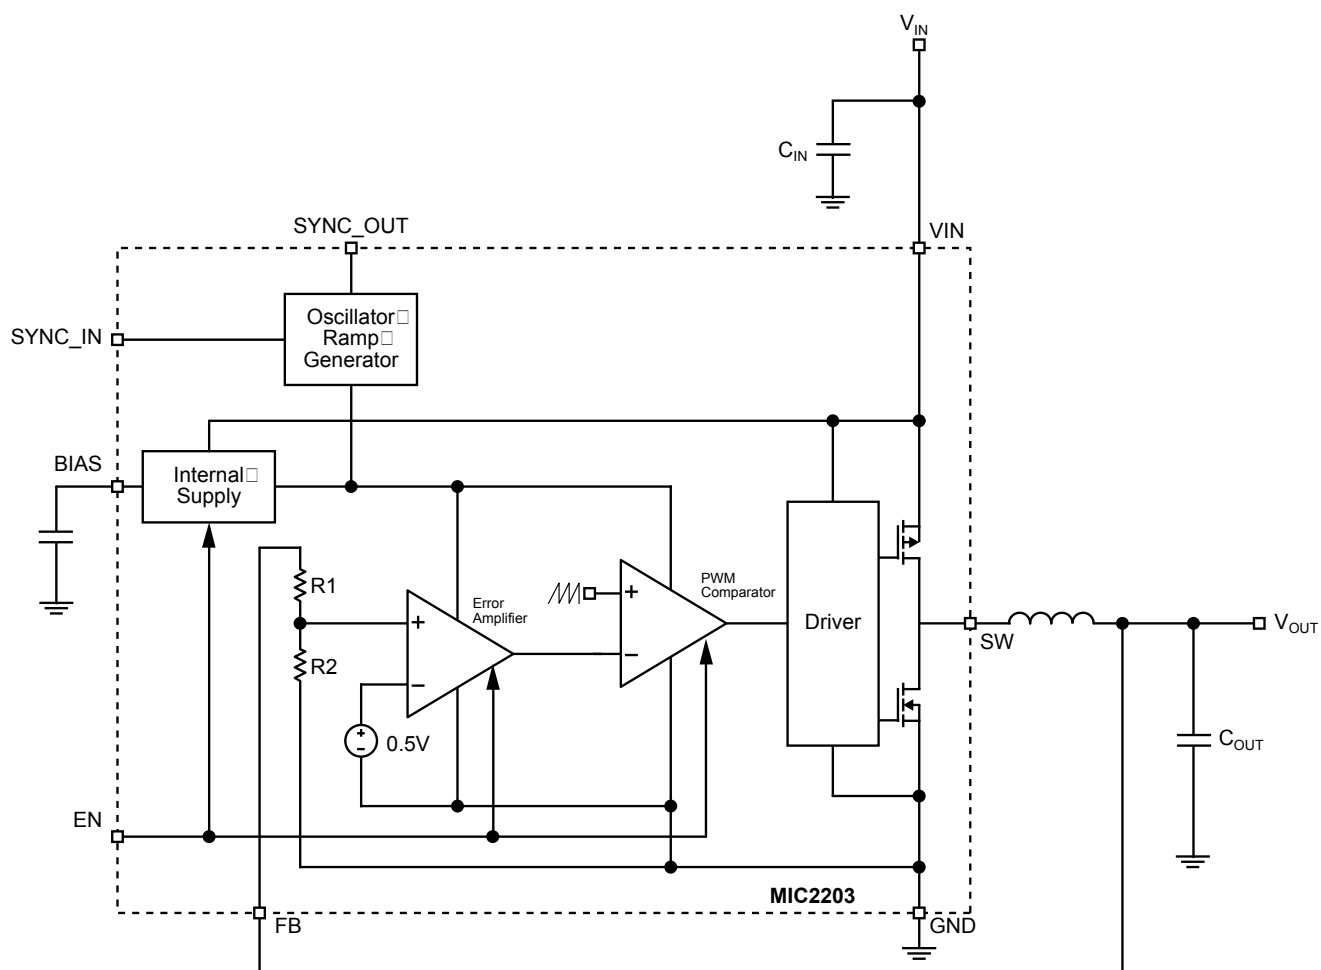 VIN
CIN
SYNC_OUT
VIN
Oscillator
Ramp
Generator
SYNC_IN
BIAS
Internal
Supply
R1
Error
Amplifier
PWM
Comparator
+
+
Driver
SW
VOUT
R2
−
−
+
−
0.5V
COUT
EN
MIC2203
FB
GND